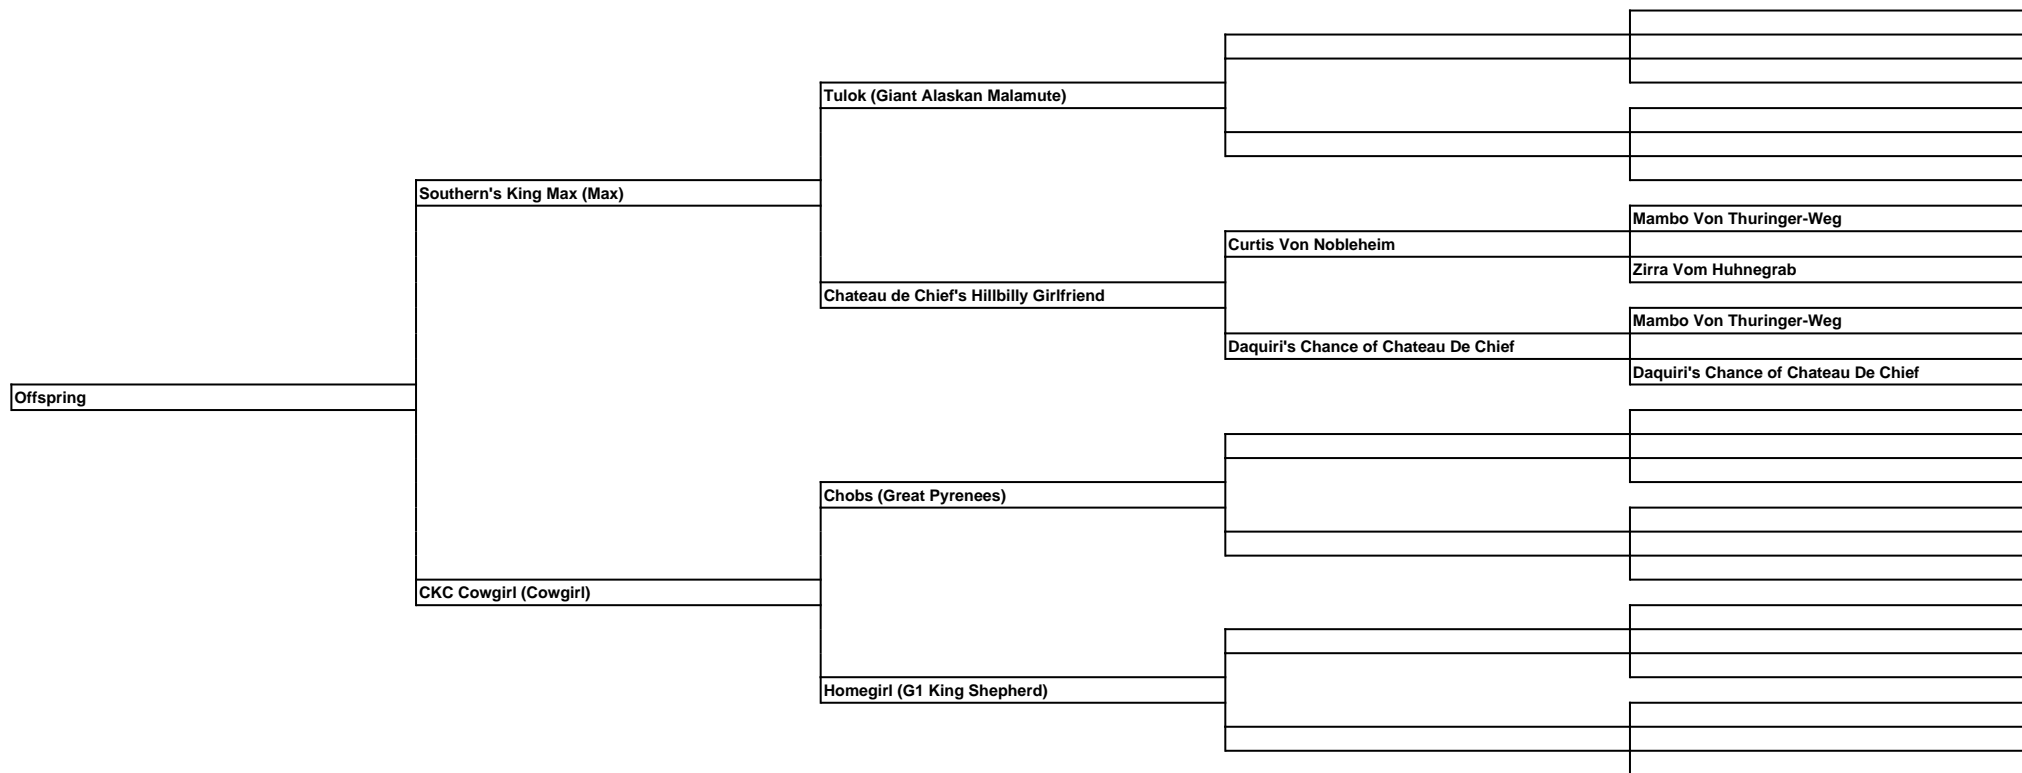 Tulok (Giant Alaskan Malamute)
Southern's King Max (Max)
Mambo Von Thuringer-Weg
Curtis Von Nobleheim
Zirra Vom Huhnegrab
Chateau de Chief's Hillbilly Girlfriend
Mambo Von Thuringer-Weg
Daquiri's Chance of Chateau De Chief
Daquiri's Chance of Chateau De Chief
Offspring
Chobs (Great Pyrenees)
CKC Cowgirl (Cowgirl)
Homegirl (G1 King Shepherd)